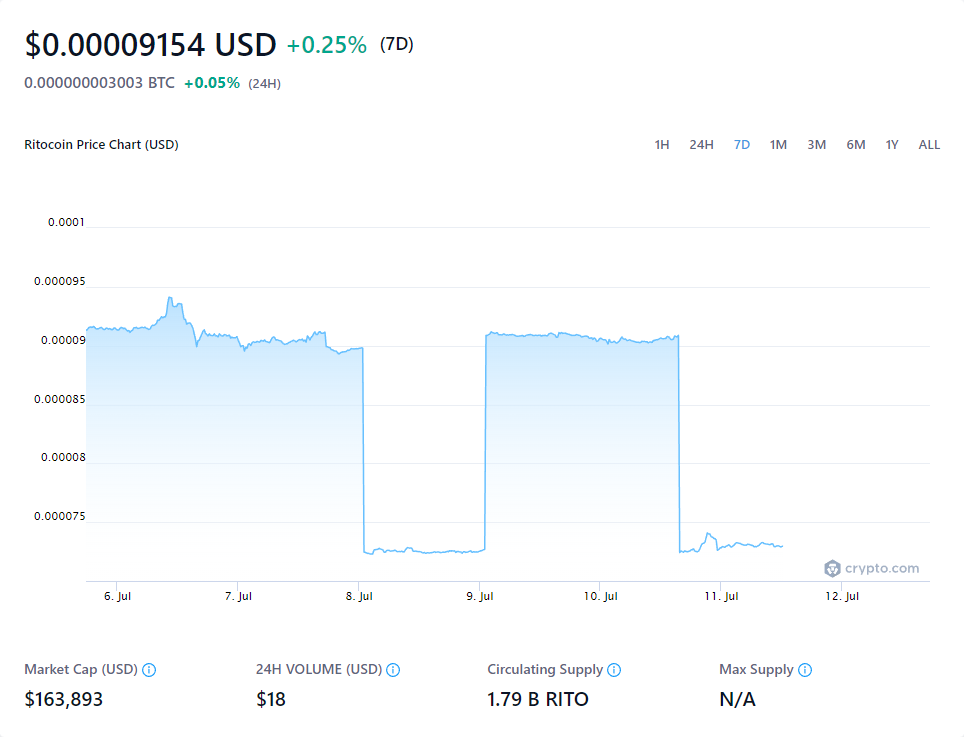 $0.00009154 USD +0.25% (7D)
0.000000003003 BTC +0.05% (24H)
Ritocoin Price Chart (USD) 1H 24H 7D 1M 3M 6M 1Y ALL
0.0001
0.000095
0.00009
0.000085
0.00008
0.000075
crypto.com
6. Jul 7. Jul 8. Jul 9. Jul 10. Jul 11. Jul 12. Jul
Market Cap (USD) 24H VOLUME (USD) Circulating Supply Max Supply
$163,893 $18 1.79 B RITO N/A